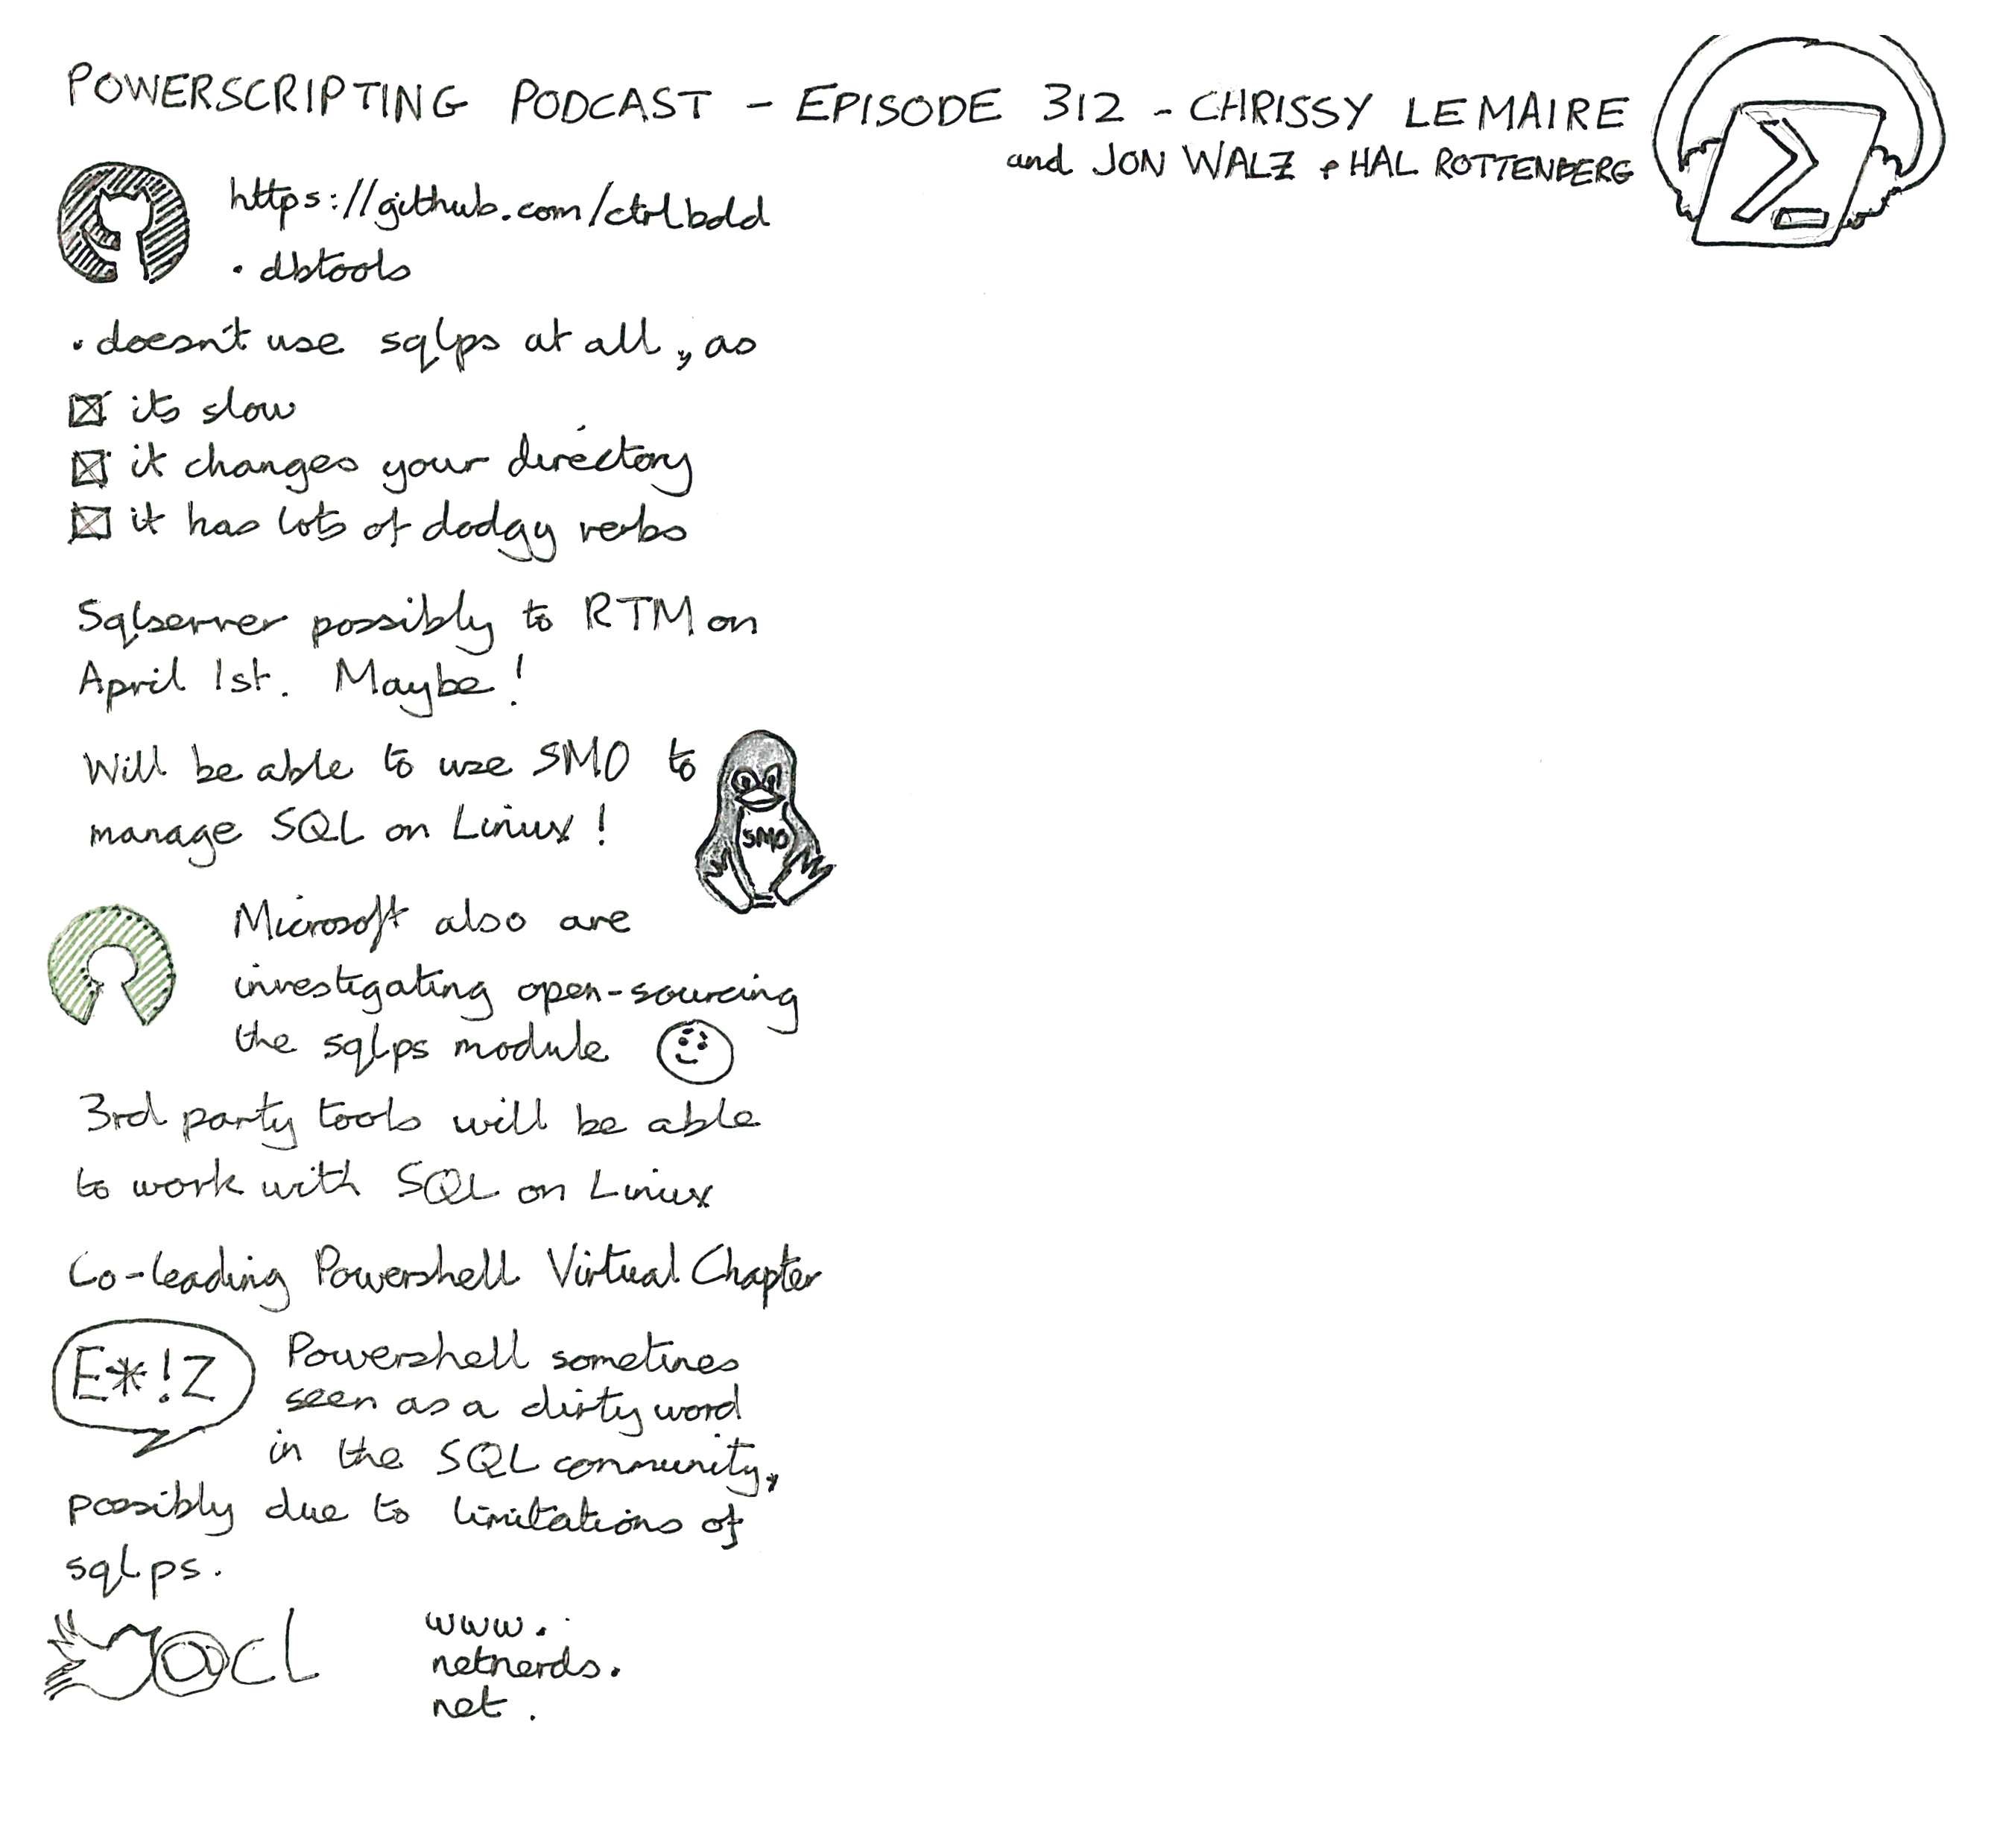 POWERSCRIPTING PODCAST - EPISODE 312 - CHRISSY LEMAIRE
and JON WALZ + HAL ROTTENBERG
https://github.com/ctrlbold
• dbtools
• doesn't use sqlps at all, as
☒ its slow
☒ it changes your directory
☒ it has lots of dodgy verbs
Sqlserver possibly to RTM on
April 1st. Maybe!
Will be able to use SMO to
manage SQL on Linux!
SMO
Microsoft also are
investigating open-sourcing
the sqlps module
3rd party tools will be able
to work with SQL on Linux
Co-leading Powershell Virtual Chapter
E*!Z
Powershell sometimes
seen as a dirty word
in the SQL community,
possibly due to limitations of
sqlps.
@cl
www.
netnerds.
net.